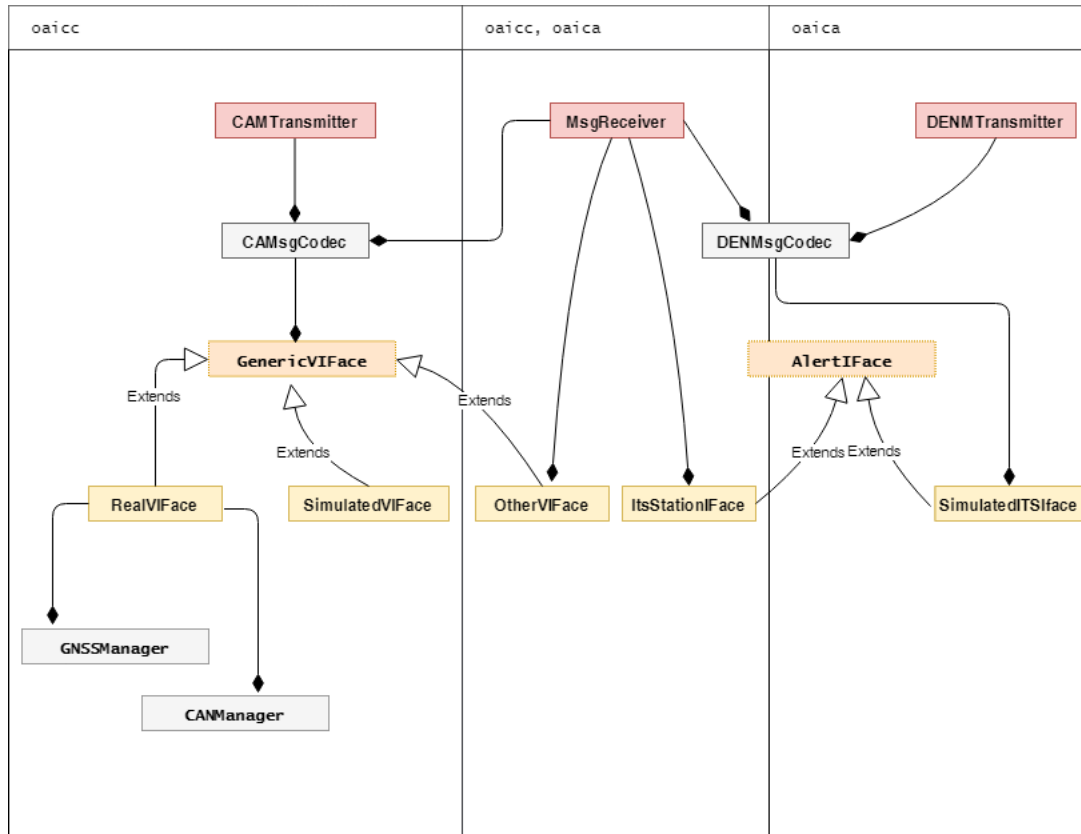 oaicc
oaicc, oaica
oaica
CAMTransmitter
MsgReceiver
DENMTransmitter
CAMsgCodec
DENMsgCodec
GenericVIFace
AlertIFace
Extends
Extends
Extends
Extends
Extends
RealVIFace
SimulatedVIFace
OtherVIFace
ItsStationIFace
SimulatedITSIface
GNSSManager
CANManager